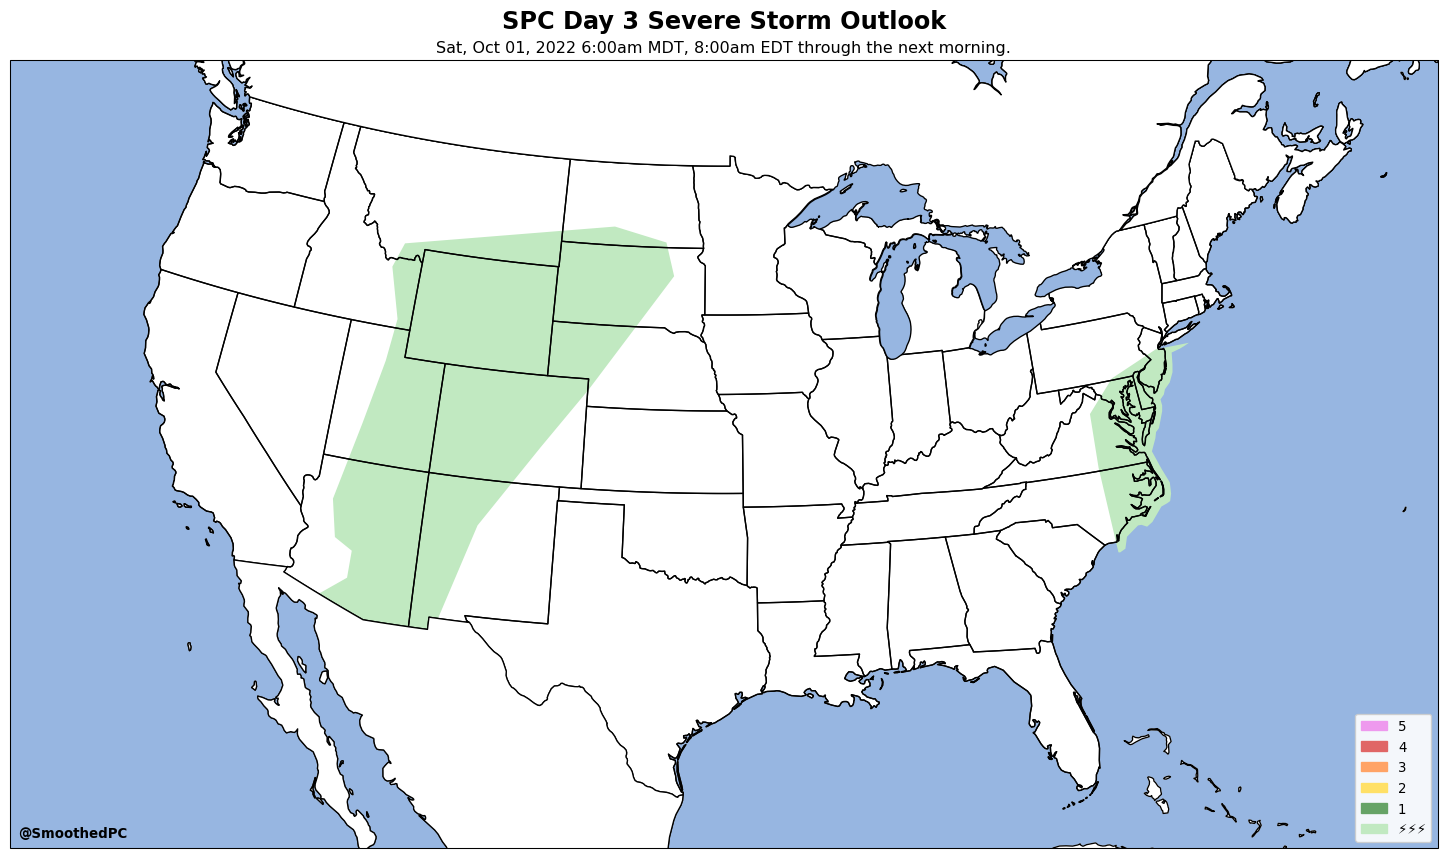 SPC Day 3 Severe Storm Outlook
Sat, Oct 01, 2022 6:00am MDT, 8:00am EDT through the next morning.
5
4
3
2
1
⚡⚡⚡
@SmoothedPC